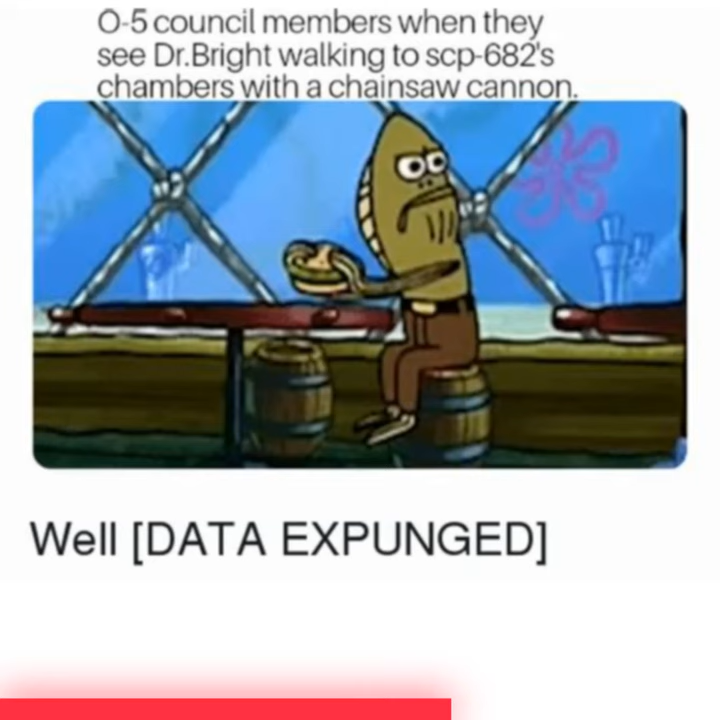 O-5 council members when they
see Dr.Bright walking to scp-682's
chambers with a chainsaw cannon.
Well [DATA EXPUNGED]